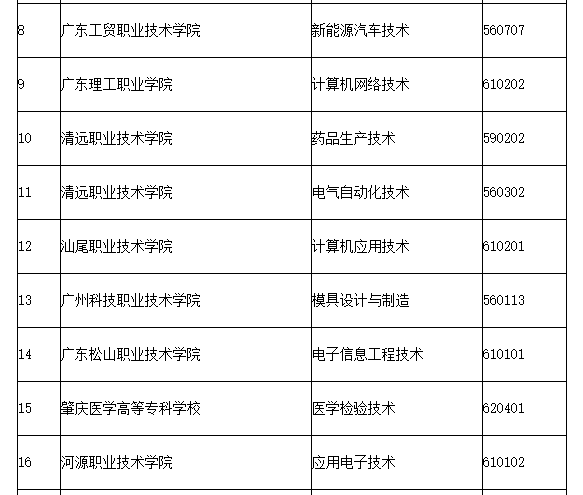 8 广东工贸职业技术学院 新能源汽车技术 560707
9 广东理工职业学院 计算机网络技术 610202
10 清远职业技术学院 药品生产技术 590202
11 清远职业技术学院 电气自动化技术 560302
12 汕尾职业技术学院 计算机应用技术 610201
13 广州科技职业技术学院 模具设计与制造 560113
14 广东松山职业技术学院 电子信息工程技术 610101
15 肇庆医学高等专科学校 医学检验技术 620401
16 河源职业技术学院 应用电子技术 610102